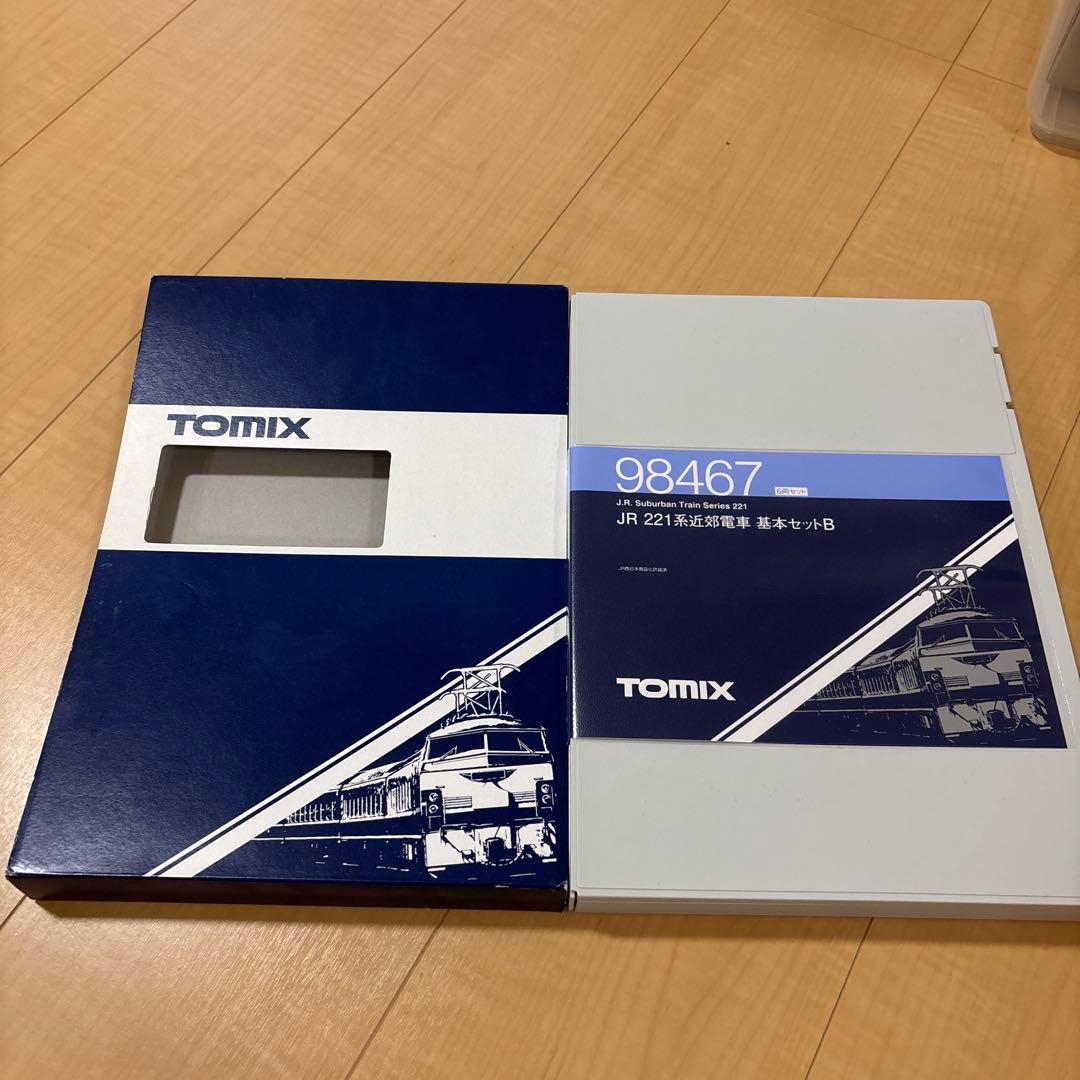 TOMIX
98467 6両セット
J.R. Suburban Train Series 221
JR 221系近郊電車 基本セットB
JR西日本商品化許諾済
TOMIX